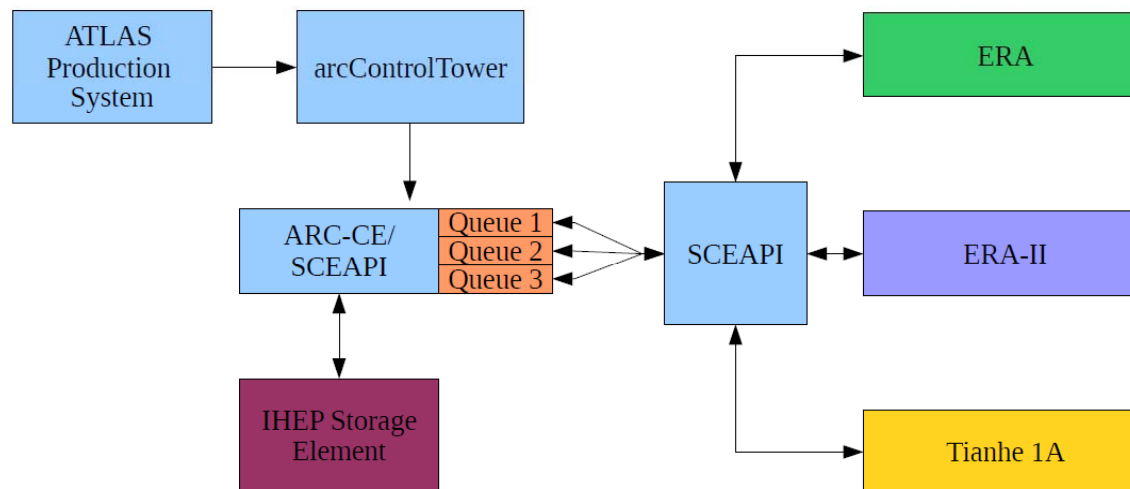 ATLAS
Production
System
arcControlTower
ERA
ARC-CE/
SCEAPI
Queue 1
Queue 2
Queue 3
SCEAPI
ERA-II
IHEP Storage
Element
Tianhe 1A